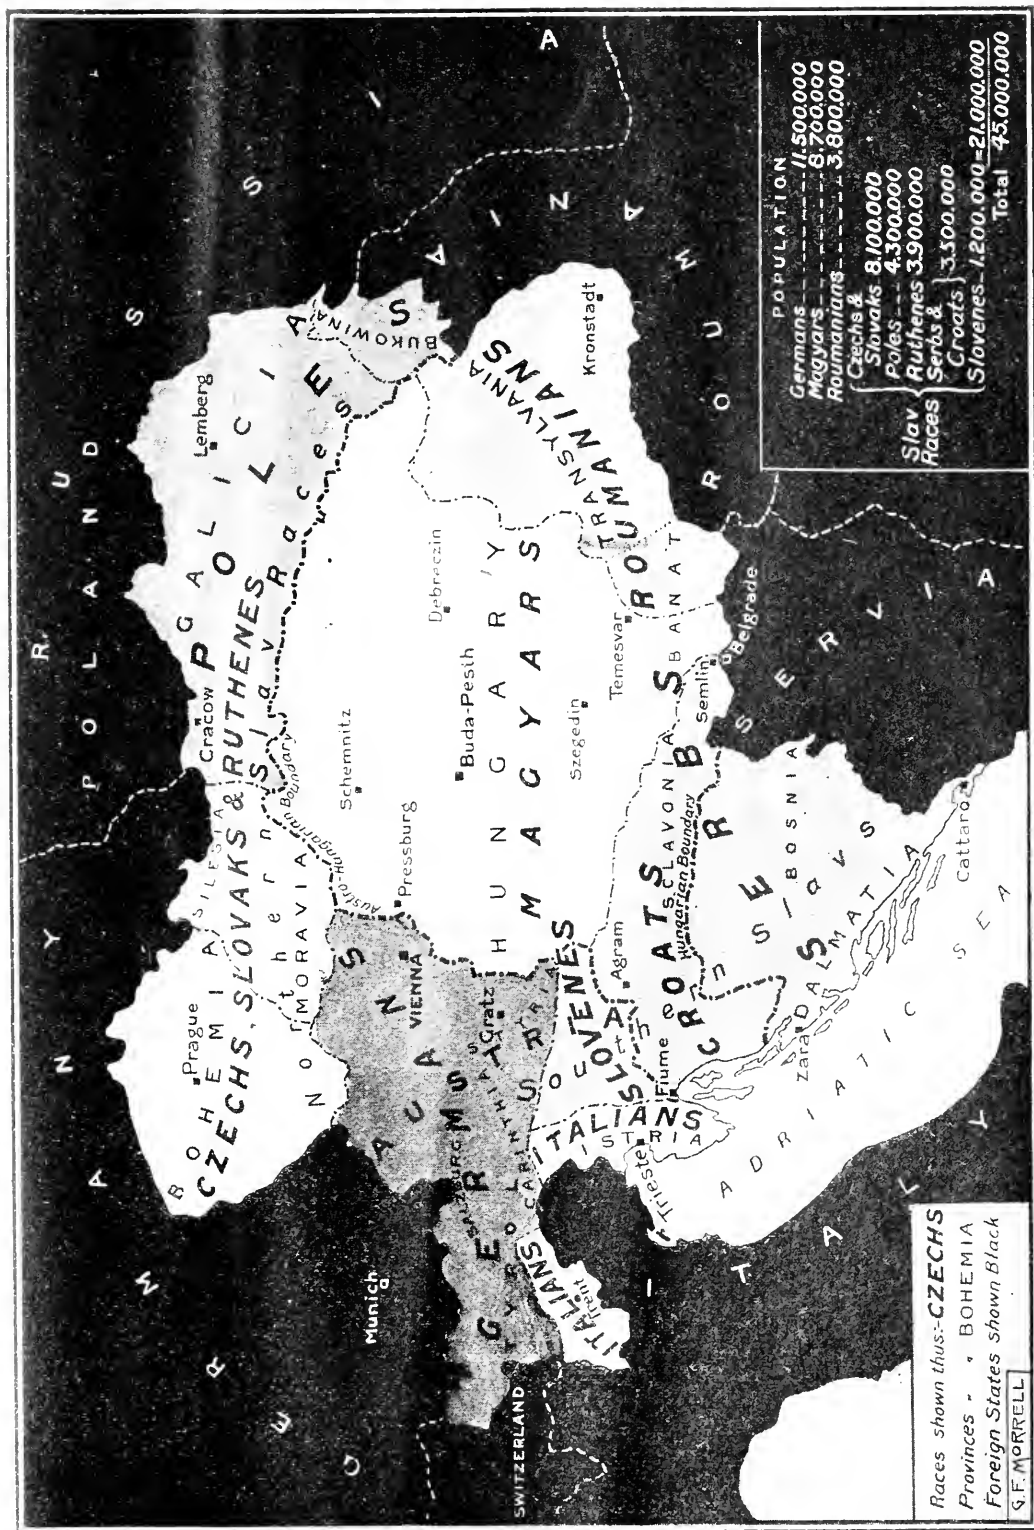 GERMANY
R U S S I A
POLAND
ROUMANIA
SERBIA
ITALY
SWITZERLAND
Munich
ADRIATIC SEA
BOHEMIA
Prague
CZECHS, SLOVAKS & RUTHENES
SILESIA
MORAVIA
Northern Slav Races
Cracow
GALICIA
POLES
Lemberg
BUKOWINA
Austro-Hungarian Boundary
AUSTRIA
GERMANS
VIENNA
SALZBURG
TYROL
CARINTHIA
Gratz
ITALIANS
Trent
ITALIANS
ISTRIA
Trieste
Fiume
SLOVENES
Agram
Pressburg
Schemnitz
Buda-Pesth
Debreczin
HUNGARY
MAGYARS
Szegedin
Temesvar
BANAT
TRANSYLVANIA
ROUMANIANS
Kronstadt
CROATS
SCLAVONIA
Hungarian Boundary
SERBS
Semlin
Belgrade
BOSNIA
Southern Slavs
DALMATIA
Zara
Cattaro
POPULATION
Germans ---------- 11.500.000
Magyars ---------- 8.700.000
Roumanians ------- 3.800.000
Slav Races
Czechs &
Slovaks 8.100.000
Poles ---- 4.300.000
Ruthenes 3.900.000
Serbs &
Croats } 3.500.000
Slovenes - 1.200.000 = 21.000.000
Total 45.000.000
Races shown thus:- CZECHS
Provinces - " BOHEMIA
Foreign States shown Black
G.F. MORRELL